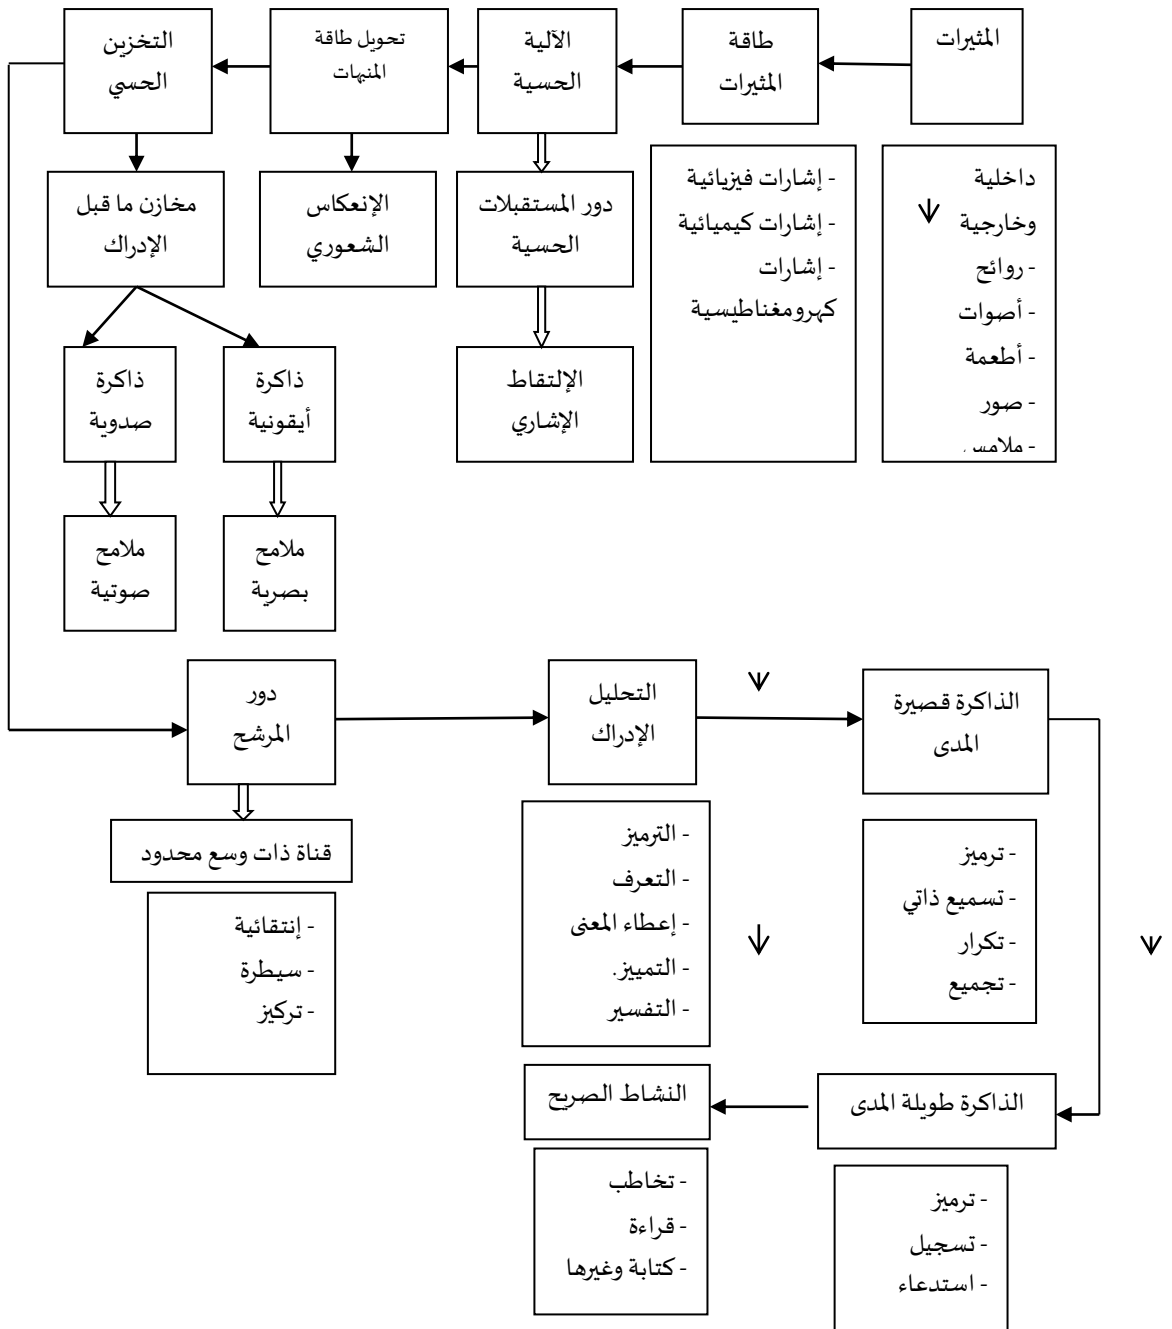 المثيرات
طاقة
المثيرات
الآلية
الحسية
تحويل طاقة
المنبهات
التخزين
الحسي
داخلية
وخارجية
- روائح
- أصوات
- أطعمة
- صور
- ملامس
- إشارات فيزيائية
- إشارات كيميائية
- إشارات
كهرومغناطيسية
دور المستقبلات
الحسية
الإنعكاس
الشعوري
مخازن ما قبل
الإدراك
الإلتقاط
الإشاري
ذاكرة
أيقونية
ذاكرة
صدوية
ملامح
بصرية
ملامح
صوتية
دور
المرشح
التحليل
الإدراك
الذاكرة قصيرة
المدى
قناة ذات وسع محدود
- إنتقائية
- سيطرة
- تركيز
- الترميز
- التعرف
- إعطاء المعنى
- التمييز.
- التفسير
- ترميز
- تسميع ذاتي
- تكرار
- تجميع
الذاكرة طويلة المدى
النشاط الصريح
- ترميز
- تسجيل
- استدعاء
- تخاطب
- قراءة
- كتابة وغيرها